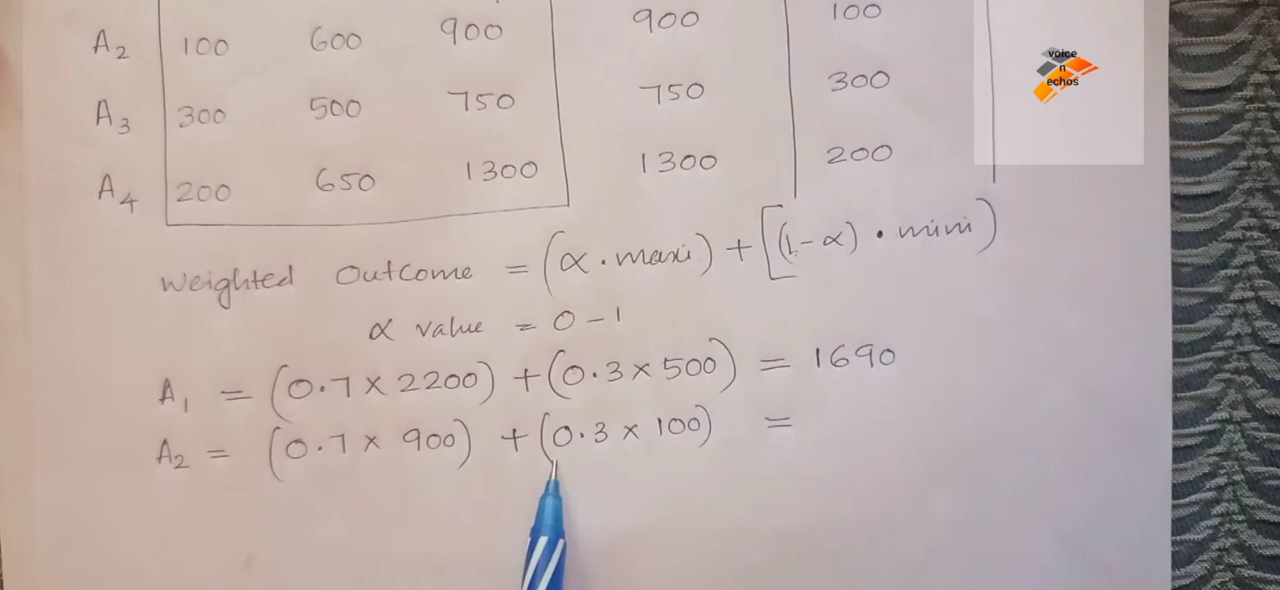 A2 100 600 900 900 100
A3 300 500 750 750 300
A4 200 650 1300 1300 200
Weighted Outcome = (α · maxi) + [(1 - α) · mini)
α value = 0 - 1
A1 = (0.7 × 2200) + (0.3 × 500) = 1690
A2 = (0.7 × 900) + (0.3 × 100) =
voice
n
echos